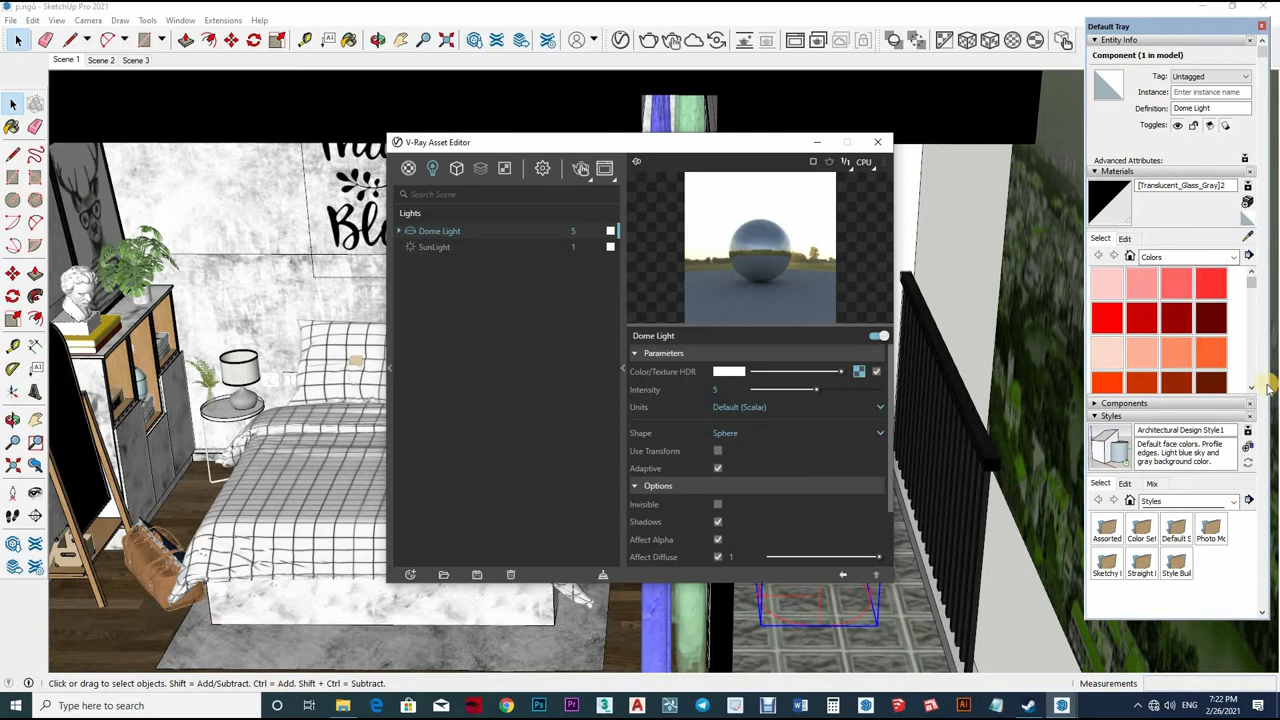 p.ngủ - SketchUp Pro 2021
File Edit View Camera Draw Tools Window Extensions Help
Scene 1 Scene 2 Scene 3
Default Tray
Entity Info
Component (1 in model)
Tag: Untagged
Instance: Enter instance name
Definition: Dome Light
Toggles:
Advanced Attributes:
Materials
[Translucent_Glass_Gray]2
Select Edit
Colors
Components
Styles
Architectural Design Style1
Default face colors. Profile
edges. Light blue sky and
gray background color.
Select Edit Mix
Styles
Assorted Color Set Default S Photo Mo
Sketchy I Straight I Style Buil
V-Ray Asset Editor
1/1 CPU
Search Scene
Lights
Dome Light 5
SunLight 1
Dome Light
Parameters
Color/Texture HDR
Intensity 5
Units Default (Scalar)
Shape Sphere
Use Transform
Adaptive
Options
Invisible
Shadows
Affect Alpha
Affect Diffuse 1
Click or drag to select objects. Shift = Add/Subtract. Ctrl = Add. Shift + Ctrl = Subtract.
Measurements
Type here to search
ENG
7:22 PM
2/26/2021